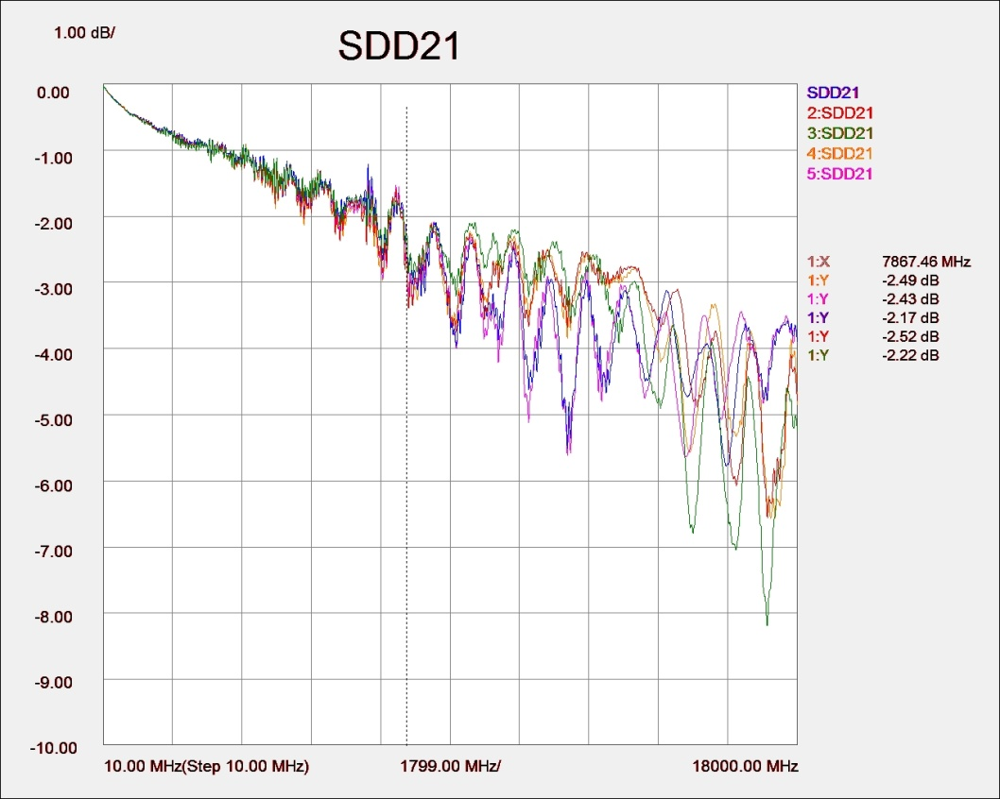 1.00 dB/
SDD21
0.00
-1.00
-2.00
-3.00
-4.00
-5.00
-6.00
-7.00
-8.00
-9.00
-10.00
10.00 MHz(Step 10.00 MHz)
1799.00 MHz/
18000.00 MHz
SDD21
2:SDD21
3:SDD21
4:SDD21
5:SDD21
1:X 7867.46 MHz
1:Y -2.49 dB
1:Y -2.43 dB
1:Y -2.17 dB
1:Y -2.52 dB
1:Y -2.22 dB